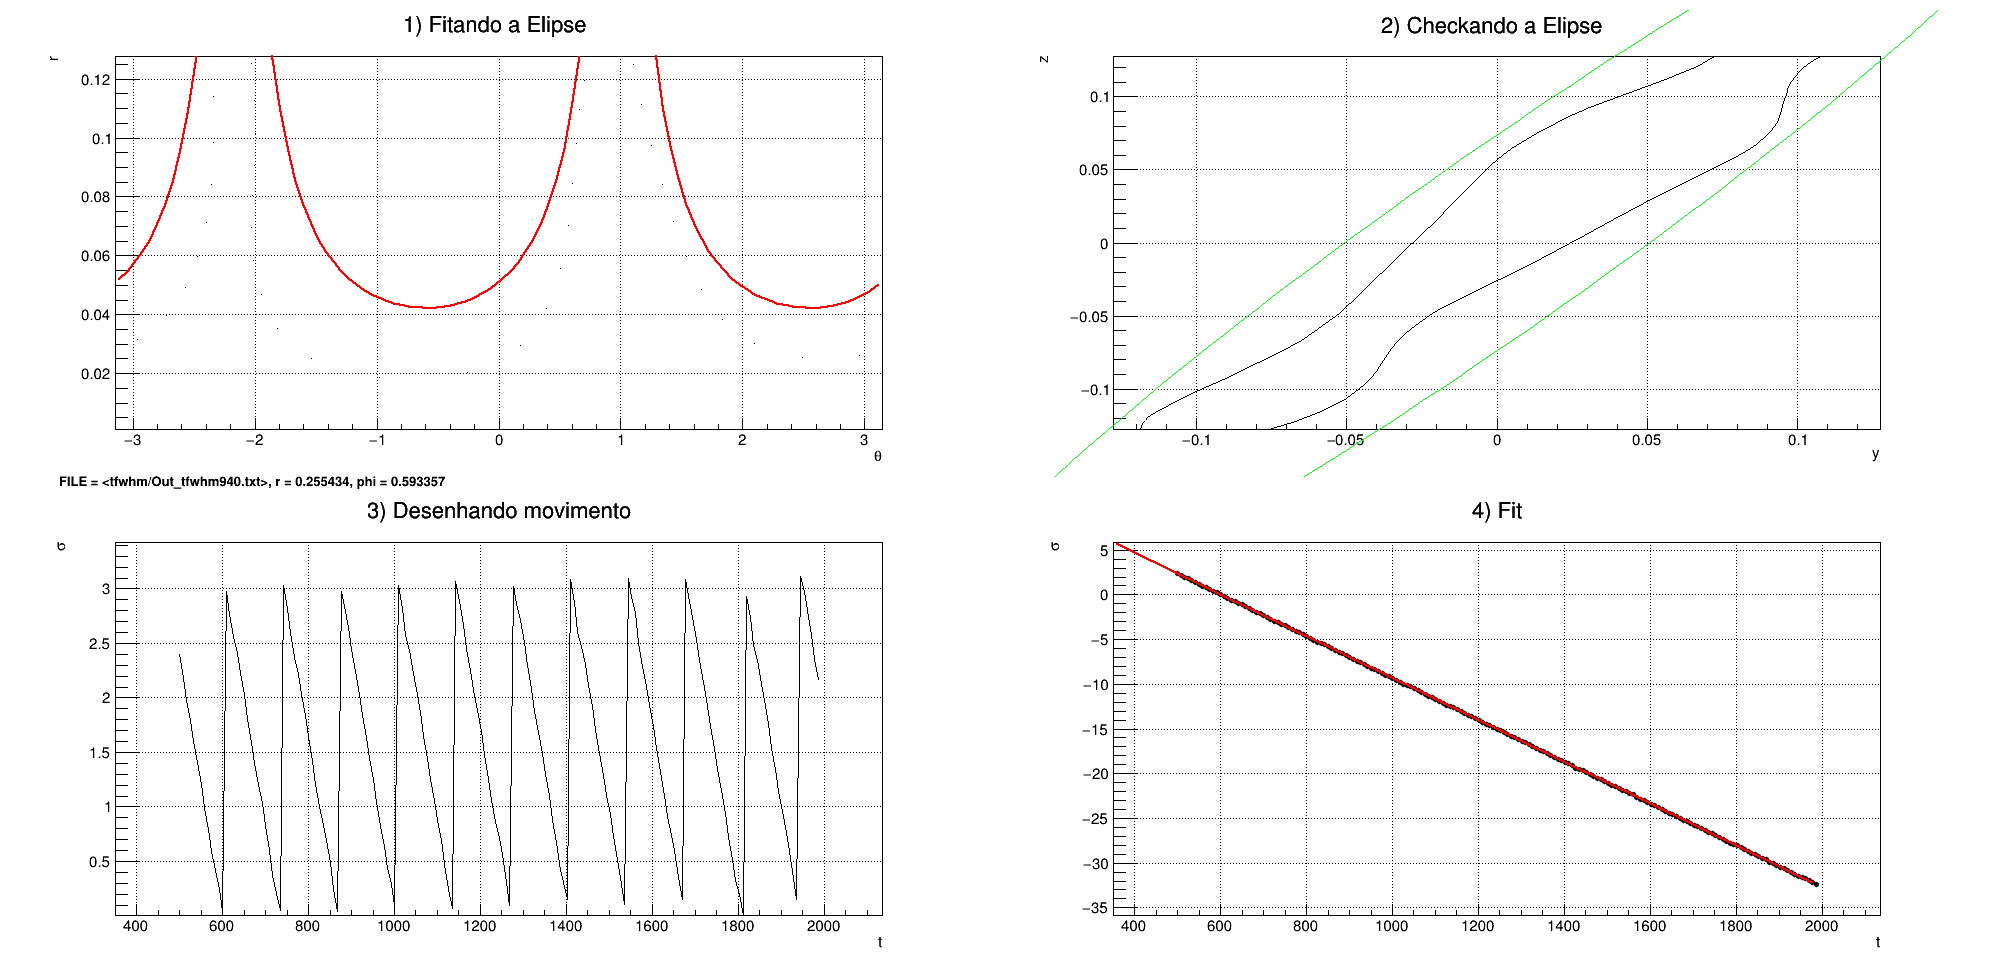 1) Fitando a Elipse
r
0.12
0.1
0.08
0.06
0.04
0.02
−3 −2 −1 0 1 2 3
θ
2) Checkando a Elipse
z
0.1
0.05
0
−0.05
−0.1
−0.1 −0.05 0 0.05 0.1
y
FILE = <tfwhm/Out_tfwhm940.txt>, r = 0.255434, phi = 0.593357
3) Desenhando movimento
σ
3
2.5
2
1.5
1
0.5
400 600 800 1000 1200 1400 1600 1800 2000
t
4) Fit
σ
5
0
−5
−10
−15
−20
−25
−30
−35
400 600 800 1000 1200 1400 1600 1800 2000
t